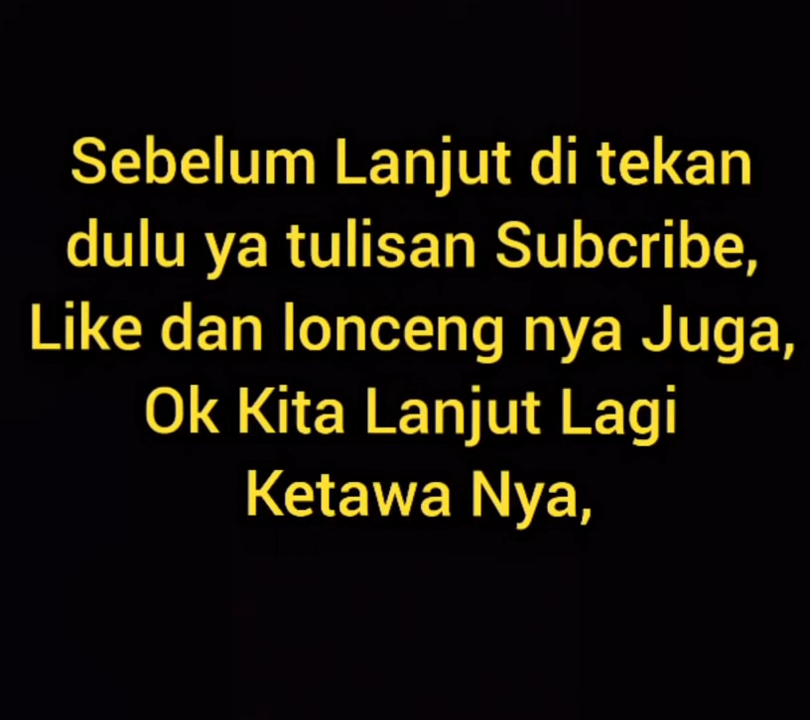 Sebelum Lanjut di tekan
dulu ya tulisan Subcribe,
Like dan lonceng nya Juga,
Ok Kita Lanjut Lagi
Ketawa Nya,